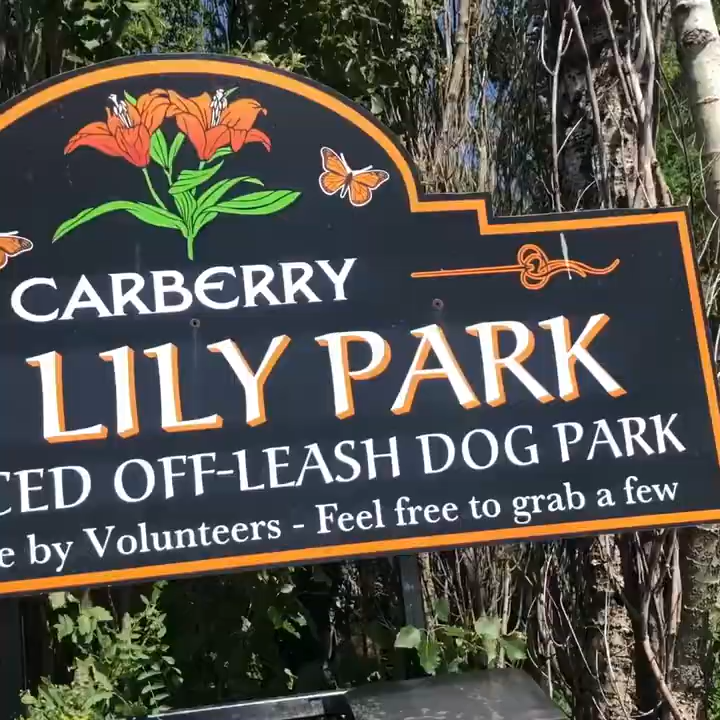 CARBERRY
LILY PARK
CED OFF-LEASH DOG PARK
e by Volunteers - Feel free to grab a few